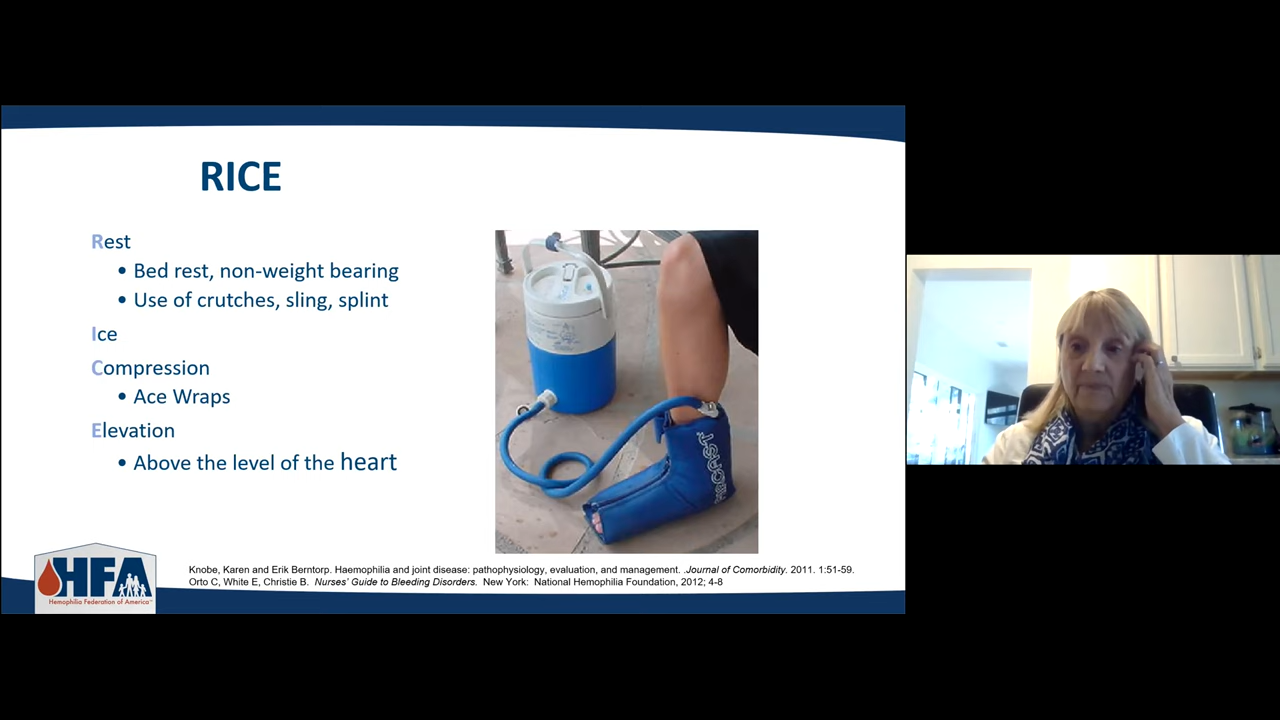 RICE
Rest
• Bed rest, non-weight bearing
• Use of crutches, sling, splint
Ice
Compression
• Ace Wraps
Elevation
• Above the level of the heart
HFA
Hemophilia Federation of America™
Knobe, Karen and Erik Berntorp. Haemophilia and joint disease: pathophysiology, evaluation, and management. .Journal of Comorbidity. 2011. 1:51-59.
Orto C, White E, Christie B. Nurses' Guide to Bleeding Disorders. New York: National Hemophilia Foundation, 2012; 4-8